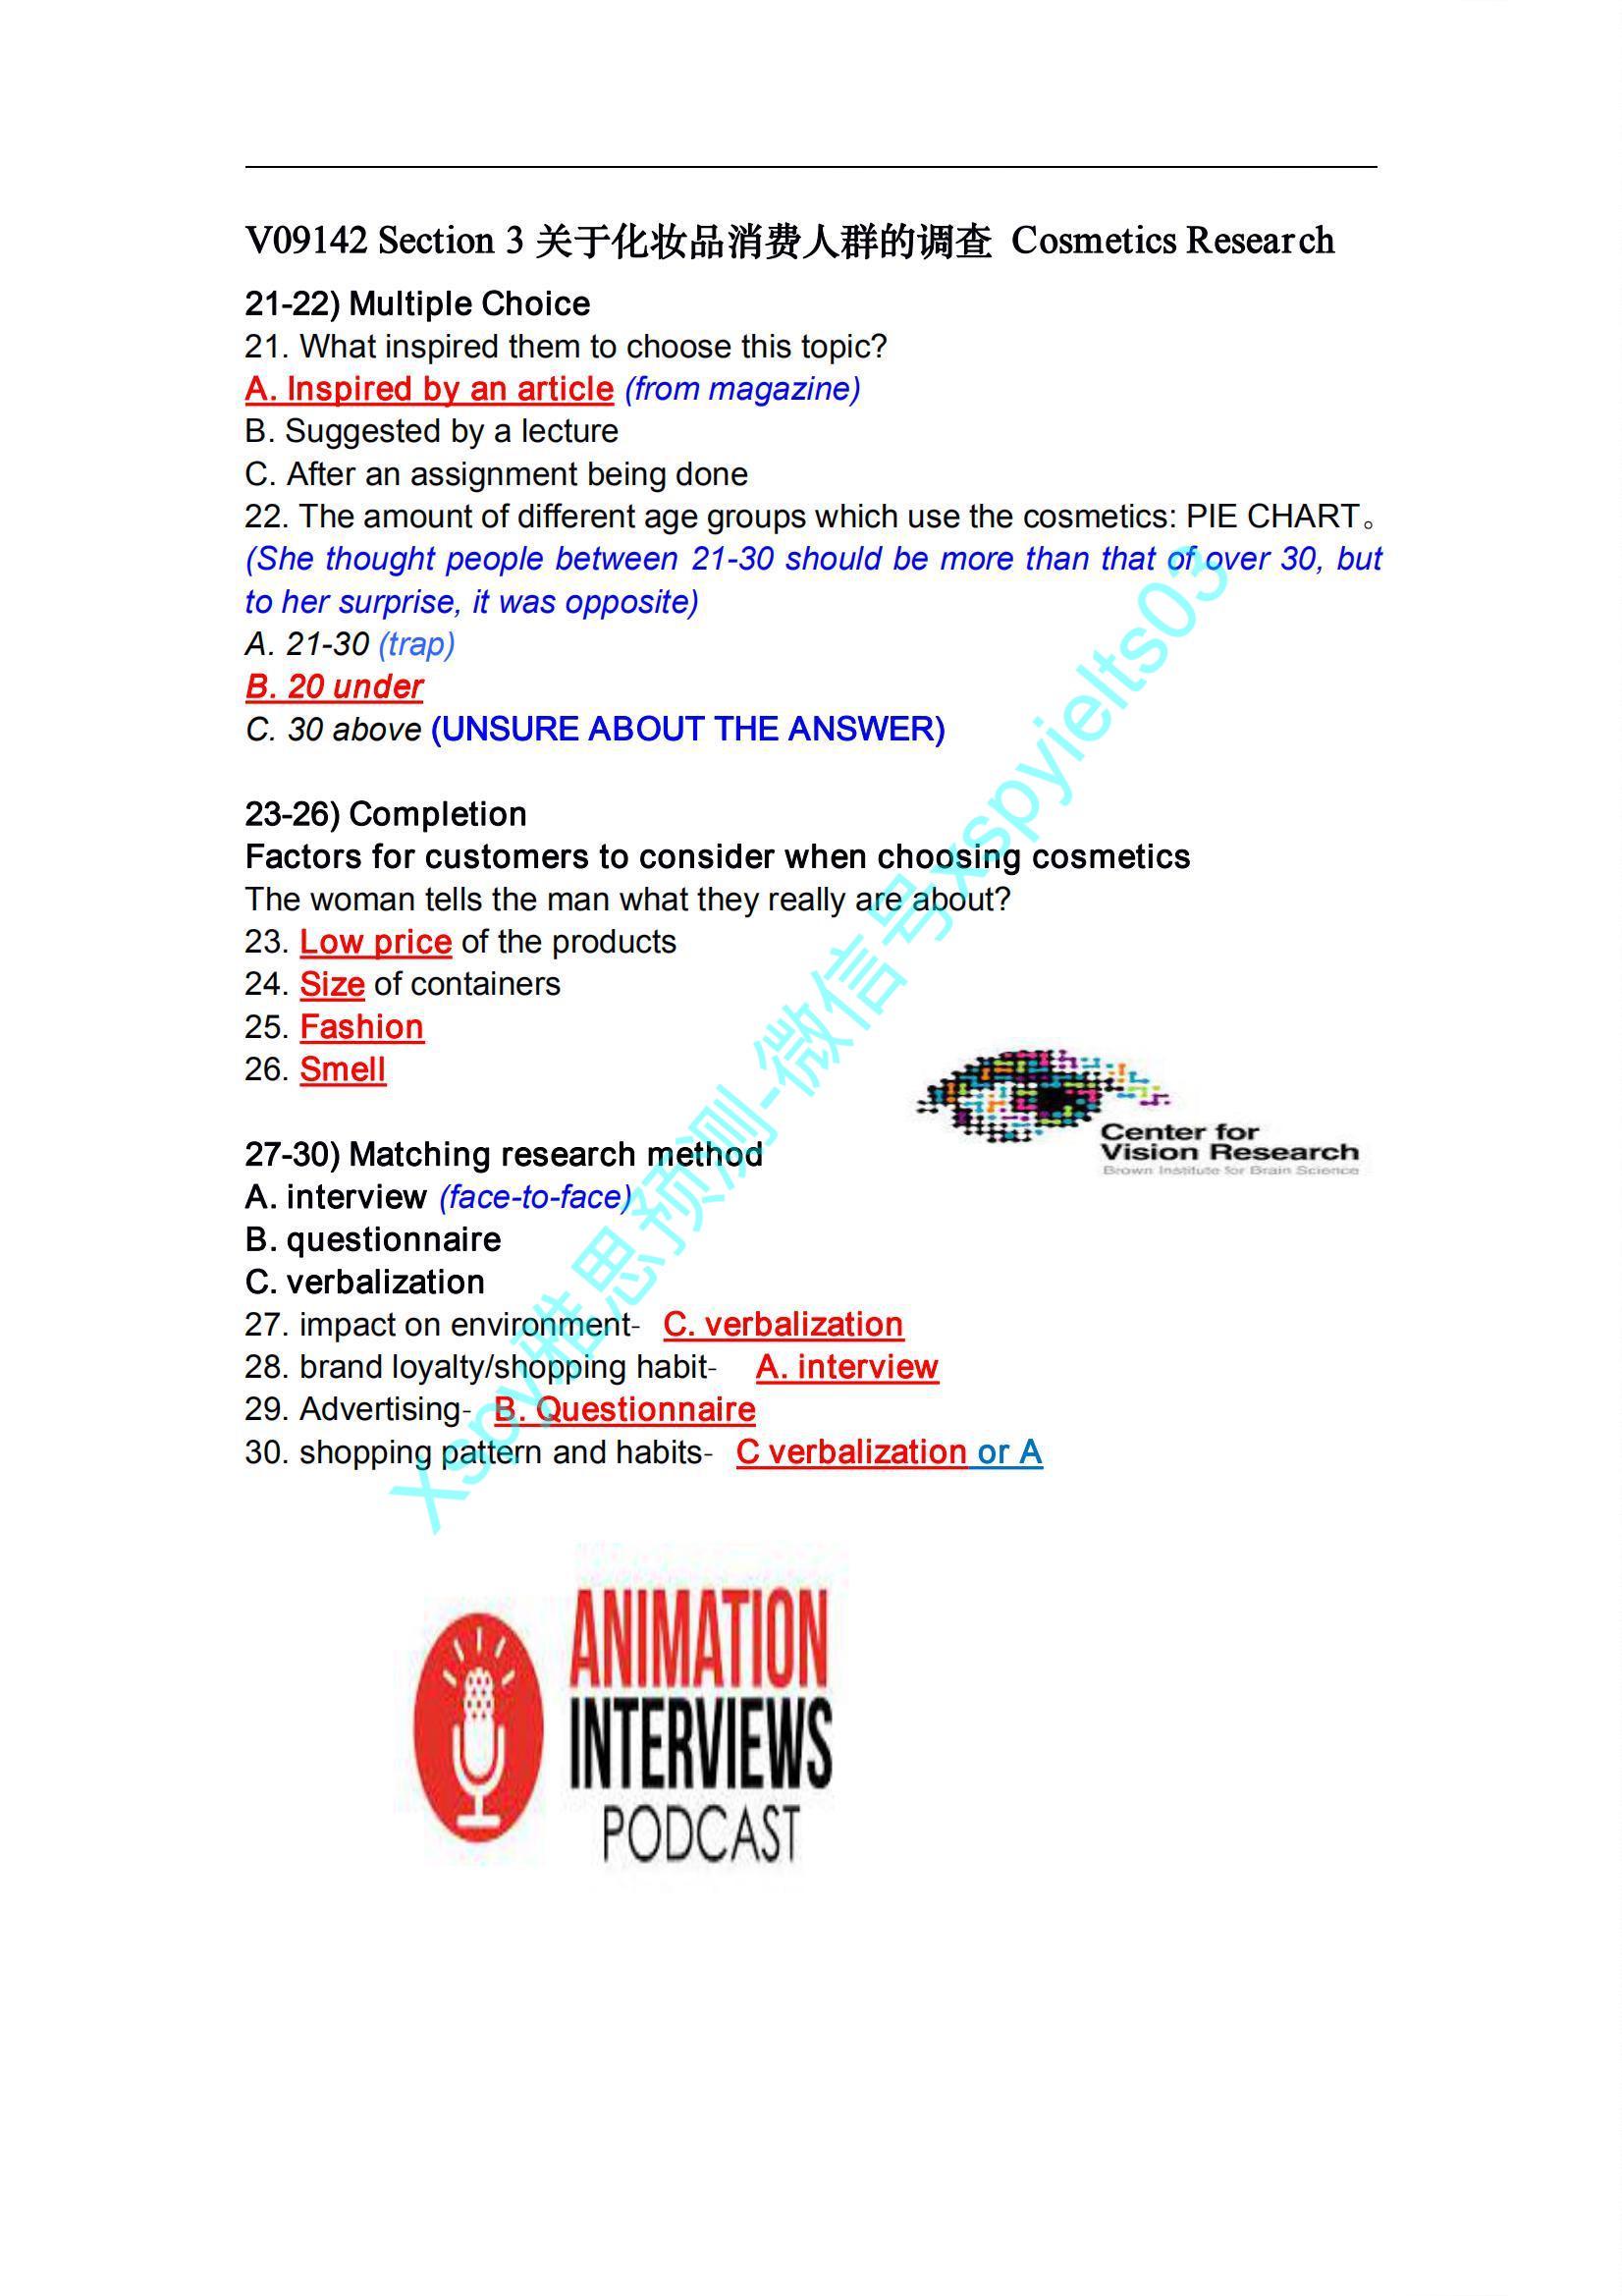 V09142 Section 3 关于化妆品消费人群的调查 Cosmetics Research
21-22) Multiple Choice
21. What inspired them to choose this topic?
A. Inspired by an article (from magazine)
B. Suggested by a lecture
C. After an assignment being done
22. The amount of different age groups which use the cosmetics: PIE CHART。
(She thought people between 21-30 should be more than that of over 30, but
to her surprise, it was opposite)
A. 21-30 (trap)
B. 20 under
C. 30 above (UNSURE ABOUT THE ANSWER)
23-26) Completion
Factors for customers to consider when choosing cosmetics
The woman tells the man what they really are about?
23. Low price of the products
24. Size of containers
25. Fashion
26. Smell
Center for
Vision Research
Brown Institute for Brain Science
27-30) Matching research method
A. interview (face-to-face)
B. questionnaire
C. verbalization
27. impact on environment- C. verbalization
28. brand loyalty/shopping habit- A. interview
29. Advertising- B. Questionnaire
30. shopping pattern and habits- C verbalization or A
xspy雅思预测-微信号xspyielts03
ANIMATION
INTERVIEWS
PODCAST